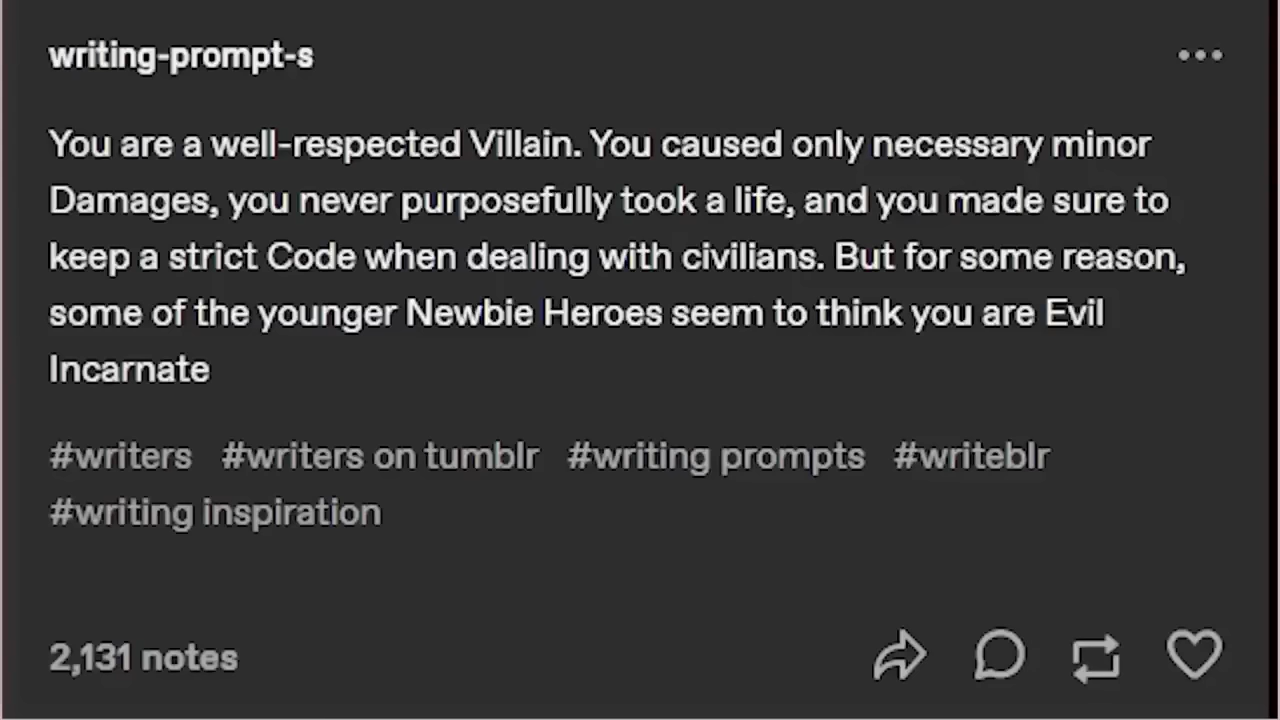 writing-prompt-s
You are a well-respected Villain. You caused only necessary minor
Damages, you never purposefully took a life, and you made sure to
keep a strict Code when dealing with civilians. But for some reason,
some of the younger Newbie Heroes seem to think you are Evil
Incarnate
#writers #writers on tumblr #writing prompts #writeblr
#writing inspiration
2,131 notes